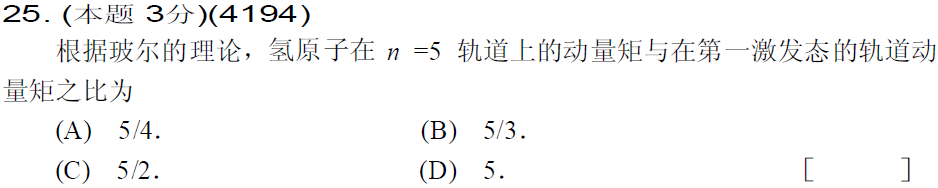 25. (本题 3分)(4194)
根据玻尔的理论，氢原子在 n =5 轨道上的动量矩与在第一激发态的轨道动
量矩之比为
(A) 5/4. (B) 5/3.
(C) 5/2. (D) 5. [ ]